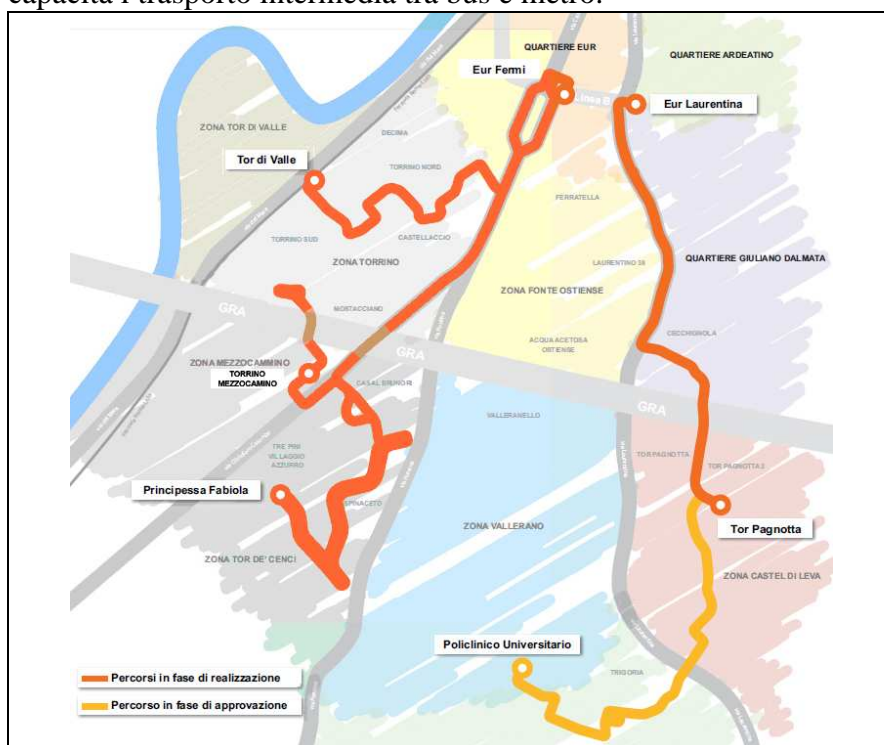 capacità i trasporto intermedia tra bus e metro.
QUARTIERE EUR
QUARTIERE ARDEATINO
Eur Fermi
Linea B
Eur Laurentina
ZONA TOR DI VALLE
DECIMA
Tor di Valle
TORRINO NORD
FERRATELLA
TORRINO SUD
CASTELLACCIO
ZONA TORRINO
LAURENTINO 38
QUARTIERE GIULIANO DALMATA
ZONA FONTE OSTIENSE
MOSTACCIANO
GRA
CECCHIGNOLA
ACQUA ACETOSA
OSTIENSE
GRA
ZONA MEZZOCAMMINO
TORRINO
MEZZOCAMINO
CASAL BRUNORI
GRA
VALLERANELLO
TRE PINI
VILLAGGIO
AZZURRO
TOR PAGNOTTA
TOR PAGNOTTA 2
Principessa Fabiola
SPINACETO
ZONA VALLERANO
Tor Pagnotta
ZONA TOR DE' CENCI
ZONA CASTEL DI LEVA
Policlinico Universitario
TRIGORIA
Percorsi in fase di realizzazione
Percorso in fase di approvazione